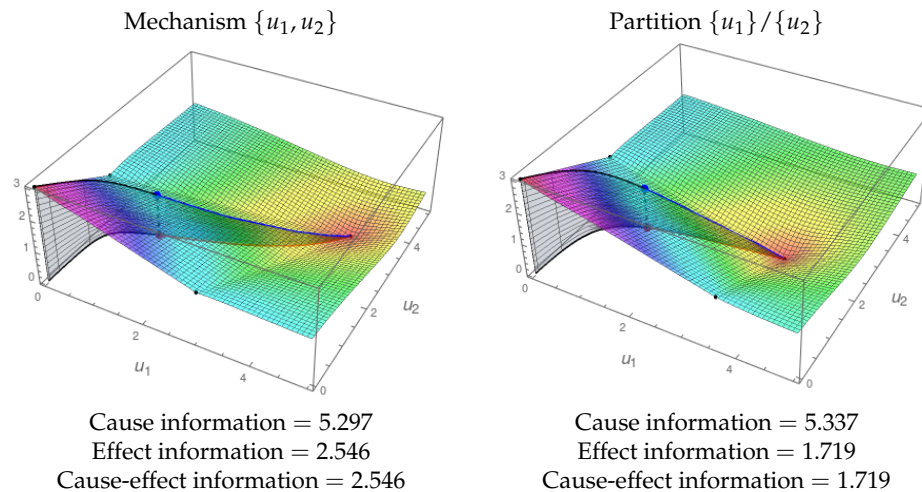 Mechanism {u1, u2}
Partition {u1}/{u2}
3
2
1
0
0
2
4
u1
0
2
4
u2
3
2
1
0
0
2
4
u1
0
2
4
u2
Cause information = 5.297
Effect information = 2.546
Cause-effect information = 2.546
Cause information = 5.337
Effect information = 1.719
Cause-effect information = 1.719